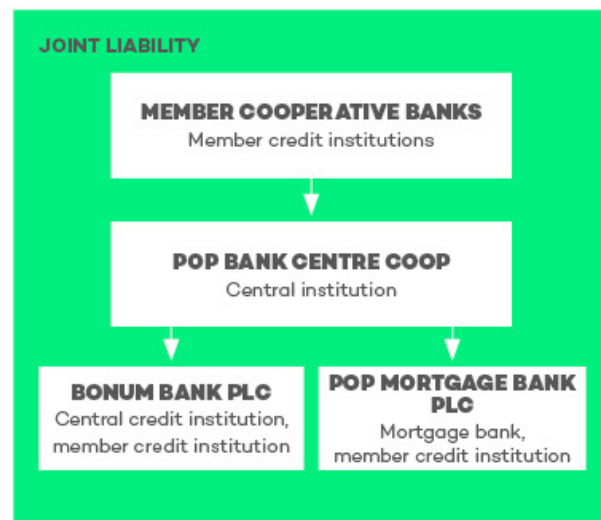 JOINT LIABILITY
MEMBER COOPERATIVE BANKS
Member credit institutions
POP BANK CENTRE COOP
Central institution
BONUM BANK PLC
Central credit institution,
member credit institution
POP MORTGAGE BANK
PLC
Mortgage bank,
member credit institution